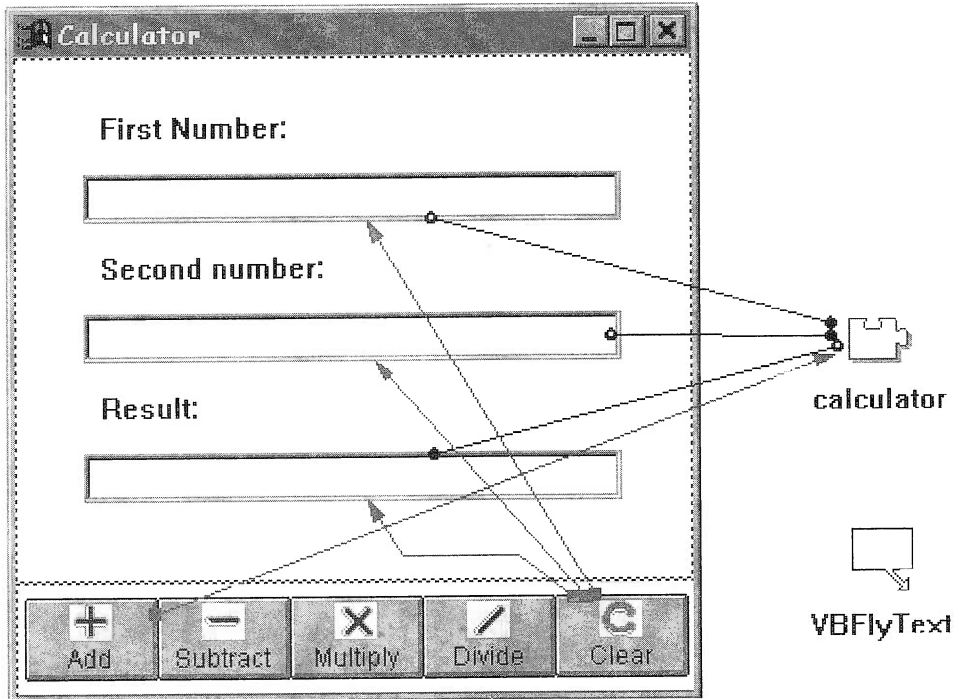 Calculator
First Number:
Second number:
Result:
calculator
VBFlyText
Add
Subtract
Multiply
Divide
C
Clear